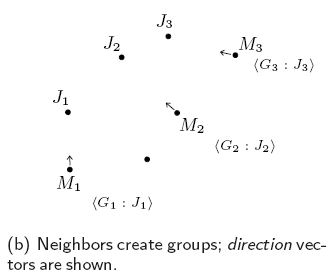 J₃
J₂
M₃
⟨G₃ : J₃⟩
J₁
M₂
⟨G₂ : J₂⟩
M₁
⟨G₁ : J₁⟩
(b) Neighbors create groups; direction vec-
tors are shown.